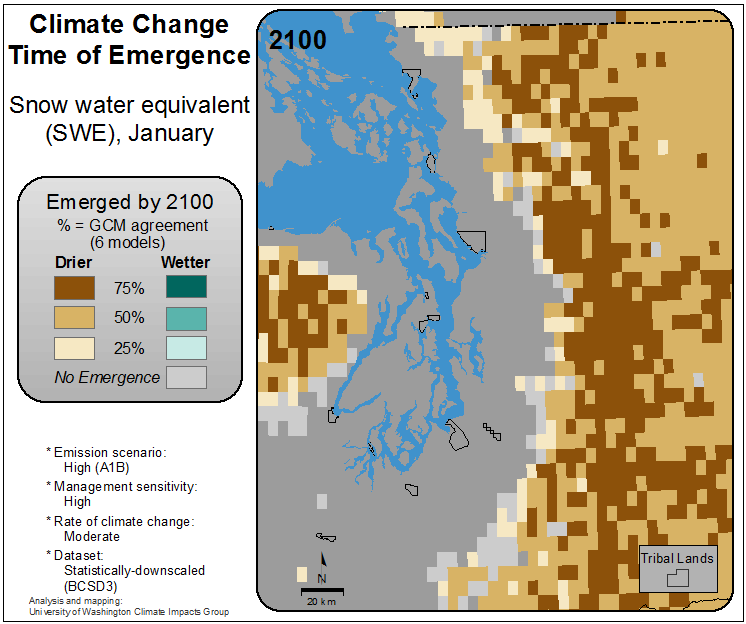 Climate Change
Time of Emergence
Snow water equivalent
(SWE), January
Emerged by 2100
% = GCM agreement
(6 models)
Drier Wetter
75%
50%
25%
No Emergence
* Emission scenario:
High (A1B)
* Management sensitivity:
High
* Rate of climate change:
Moderate
* Dataset:
Statistically-downscaled
(BCSD3)
Analysis and mapping:
University of Washington Climate Impacts Group
2100
N
20 km
Tribal Lands